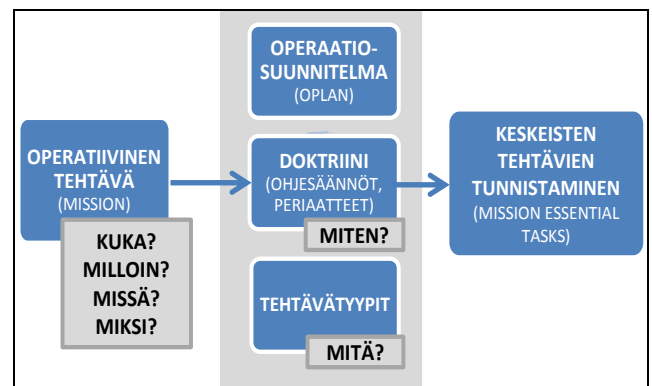 OPERATIIVINEN
TEHTÄVÄ
(MISSION)
KUKA?
MILLOIN?
MISSÄ?
MIKSI?
OPERAATIO-
SUUNNITELMA
(OPLAN)
DOKTRIINI
(OHJESÄÄNNÖT,
PERIAATTEET)
MITEN?
TEHTÄVÄTYYPIT
MITÄ?
KESKEISTEN
TEHTÄVIEN
TUNNISTAMINEN
(MISSION ESSENTIAL
TASKS)